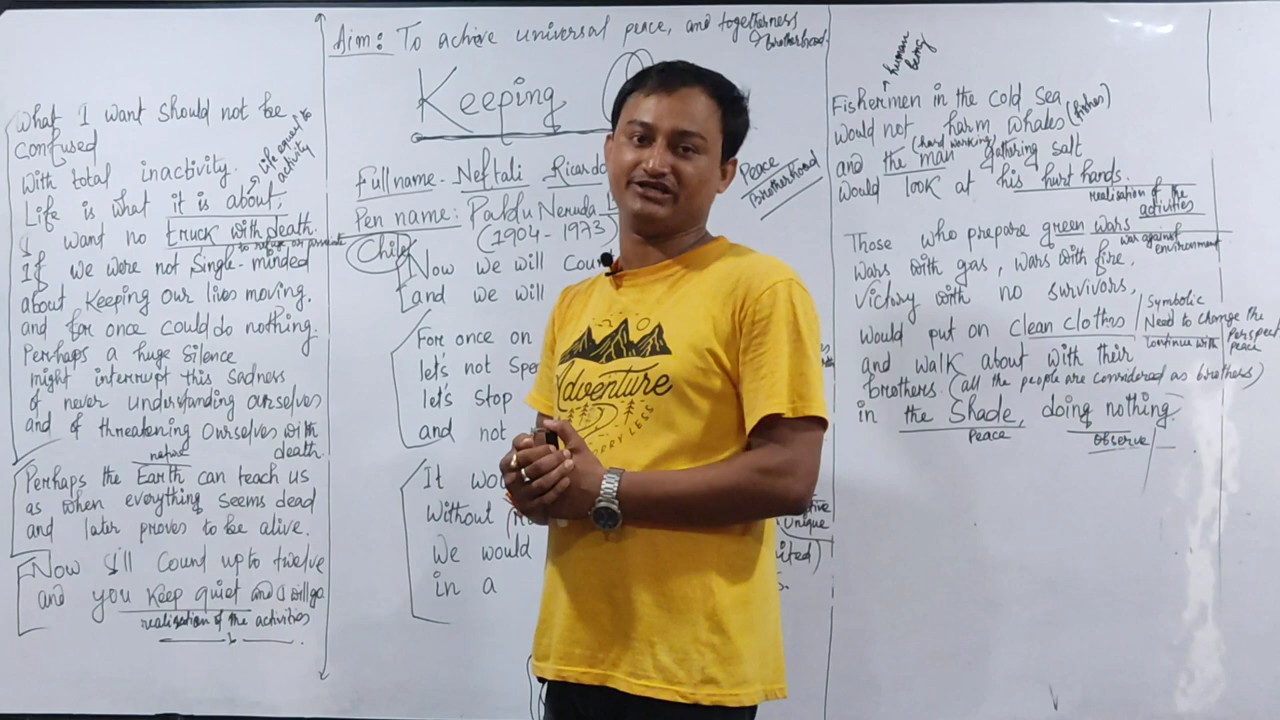 What I want should not be
confused
with total inactivity.
Life equal to
activity
Life is what it is about,
I want no truck with death.
If we were not single-minded
about keeping our lives moving.
and for once could do nothing.
Perhaps a huge silence
might interrupt this sadness
of never understanding ourselves
and of threatening ourselves with
death.
Perhaps the Earth can teach us
as when everything seems dead
and later proves to be alive.
Now I'll count up to twelve
and you keep quiet and I will go
realization of the activities
Aim: To achieve universal peace, and togetherness
brotherhood.
Keeping
Full name - Neftali Ricardo
Pen name: Pablo Neruda
(1904-1973)
Chile
Peace
Brotherhood
Now we will coun
and we will
For once on
let's not spe
let's stop
and not
It wo
without
we would
in a
Unique
Adventure
human
being
Fishermen in the cold sea
would not harm whales (fishes)
and the man (hard working) gathering salt
would look at his hurt hands.
realisation of the
activities
Those who prepare green wars
war against
environment
wars with gas, wars with fire,
victory with no survivors,
would put on clean cloths
Symbolic
Need to change the
continue with peace
and walk about with their
brothers. (all the people are considered as brothers)
in the shade, doing nothing.
Peace
Observe